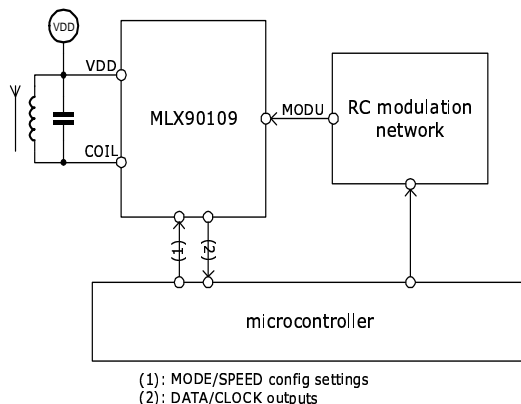 VDD
VDD
MLX90109
MODU
RC modulation
network
COIL
(1)
(2)
microcontroller
(1): MODE/SPEED config settings
(2): DATA/CLOCK outputs